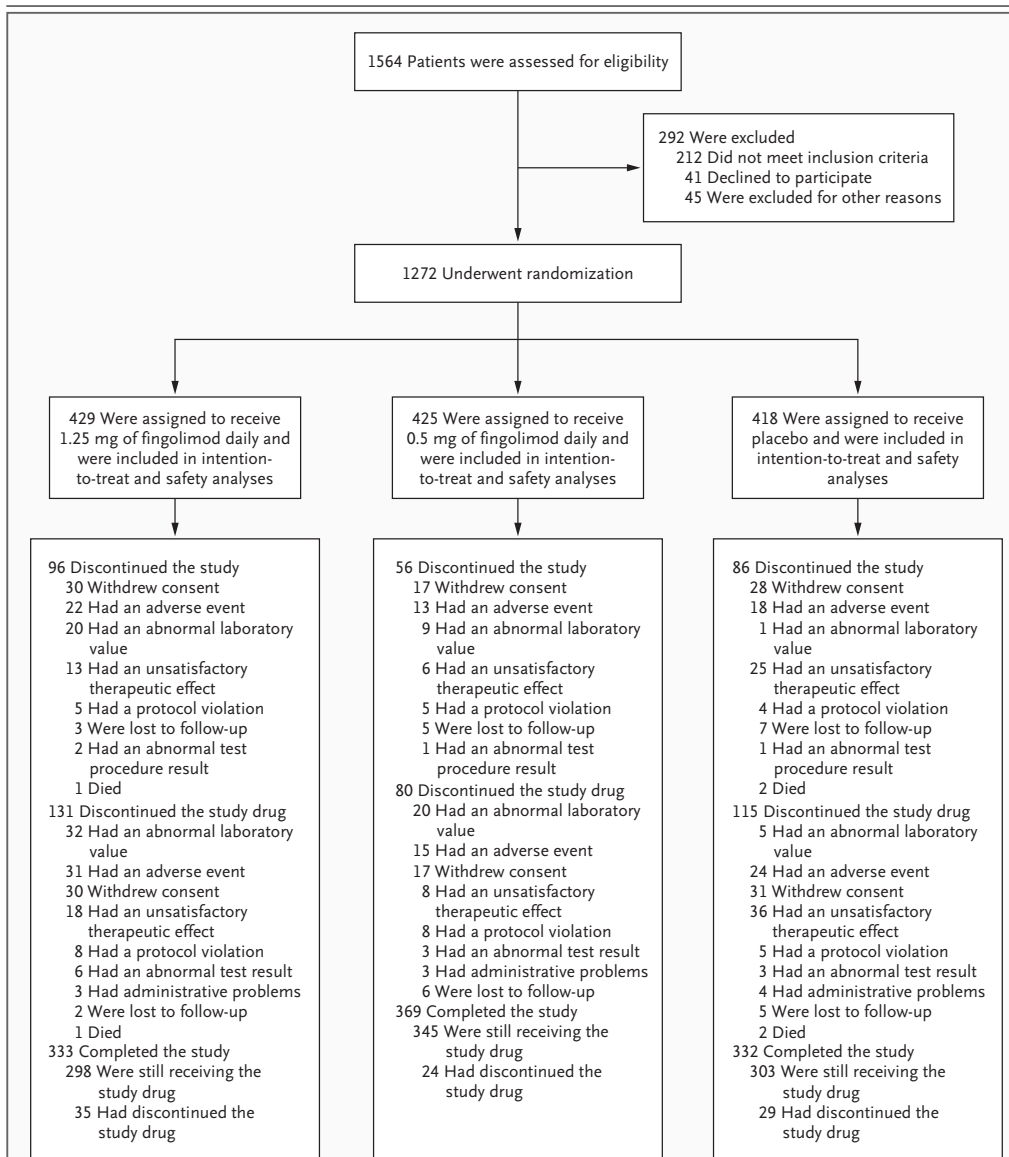 1564 Patients were assessed for eligibility
292 Were excluded
212 Did not meet inclusion criteria
41 Declined to participate
45 Were excluded for other reasons
1272 Underwent randomization
429 Were assigned to receive
1.25 mg of fingolimod daily and
were included in intention-
to-treat and safety analyses
425 Were assigned to receive
0.5 mg of fingolimod daily and
were included in intention-
to-treat and safety analyses
418 Were assigned to receive
placebo and were included in
intention-to-treat and safety
analyses
96 Discontinued the study
30 Withdrew consent
22 Had an adverse event
20 Had an abnormal laboratory
value
13 Had an unsatisfactory
therapeutic effect
5 Had a protocol violation
3 Were lost to follow-up
2 Had an abnormal test
procedure result
1 Died
131 Discontinued the study drug
32 Had an abnormal laboratory
value
31 Had an adverse event
30 Withdrew consent
18 Had an unsatisfactory
therapeutic effect
8 Had a protocol violation
6 Had an abnormal test result
3 Had administrative problems
2 Were lost to follow-up
1 Died
333 Completed the study
298 Were still receiving the
study drug
35 Had discontinued the
study drug
56 Discontinued the study
17 Withdrew consent
13 Had an adverse event
9 Had an abnormal laboratory
value
6 Had an unsatisfactory
therapeutic effect
5 Had a protocol violation
5 Were lost to follow-up
1 Had an abnormal test
procedure result
80 Discontinued the study drug
20 Had an abnormal laboratory
value
15 Had an adverse event
17 Withdrew consent
8 Had an unsatisfactory
therapeutic effect
8 Had a protocol violation
3 Had an abnormal test result
3 Had administrative problems
6 Were lost to follow-up
369 Completed the study
345 Were still receiving the
study drug
24 Had discontinued the
study drug
86 Discontinued the study
28 Withdrew consent
18 Had an adverse event
1 Had an abnormal laboratory
value
25 Had an unsatisfactory
therapeutic effect
4 Had a protocol violation
7 Were lost to follow-up
1 Had an abnormal test
procedure result
2 Died
115 Discontinued the study drug
5 Had an abnormal laboratory
value
24 Had an adverse event
31 Withdrew consent
36 Had an unsatisfactory
therapeutic effect
5 Had a protocol violation
3 Had an abnormal test result
4 Had administrative problems
5 Were lost to follow-up
2 Died
332 Completed the study
303 Were still receiving the
study drug
29 Had discontinued the
study drug